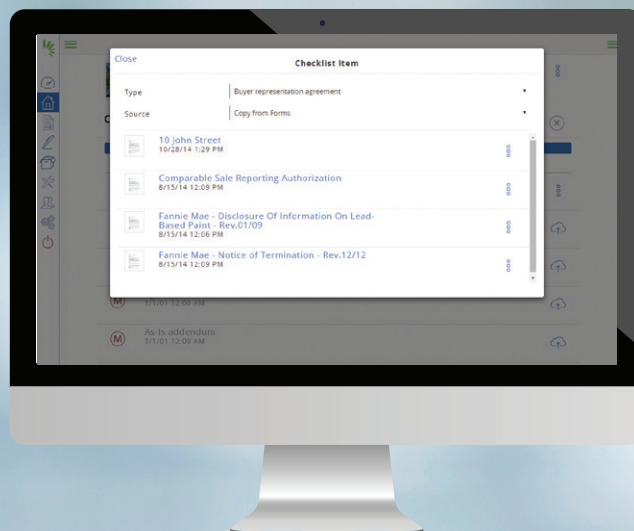 Close
Checklist Item
Type
Buyer representation agreement
Source
Copy from Forms
10 John Street
10/28/14 1:29 PM
Comparable Sale Reporting Authorization
8/15/14 12:09 PM
Fannie Mae - Disclosure Of Information On Lead-
Based Paint - Rev.01/09
8/15/14 12:06 PM
Fannie Mae - Notice of Termination - Rev.12/12
8/15/14 12:09 PM
M
1/1/01 12:00 AM
As-Is addendum
M
1/1/01 12:00 AM